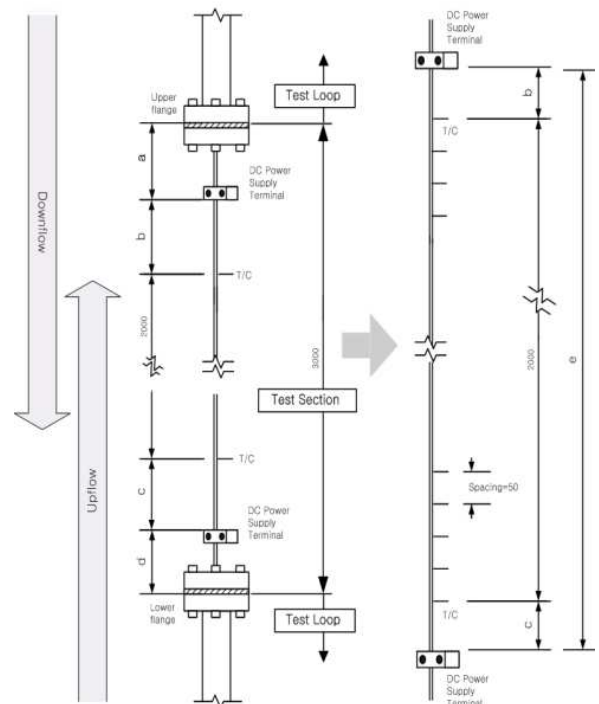 DC Power
Supply
Terminal
Test Loop
Upper
flange
a
DC Power
Supply
Terminal
b
T/C
Downflow
2000
3000
Test Section
T/C
c
Upflow
DC Power
Supply
Terminal
d
Lower
flange
Test Loop
b
T/C
2000
e
Spacing=50
T/C
c
DC Power
Supply
Terminal